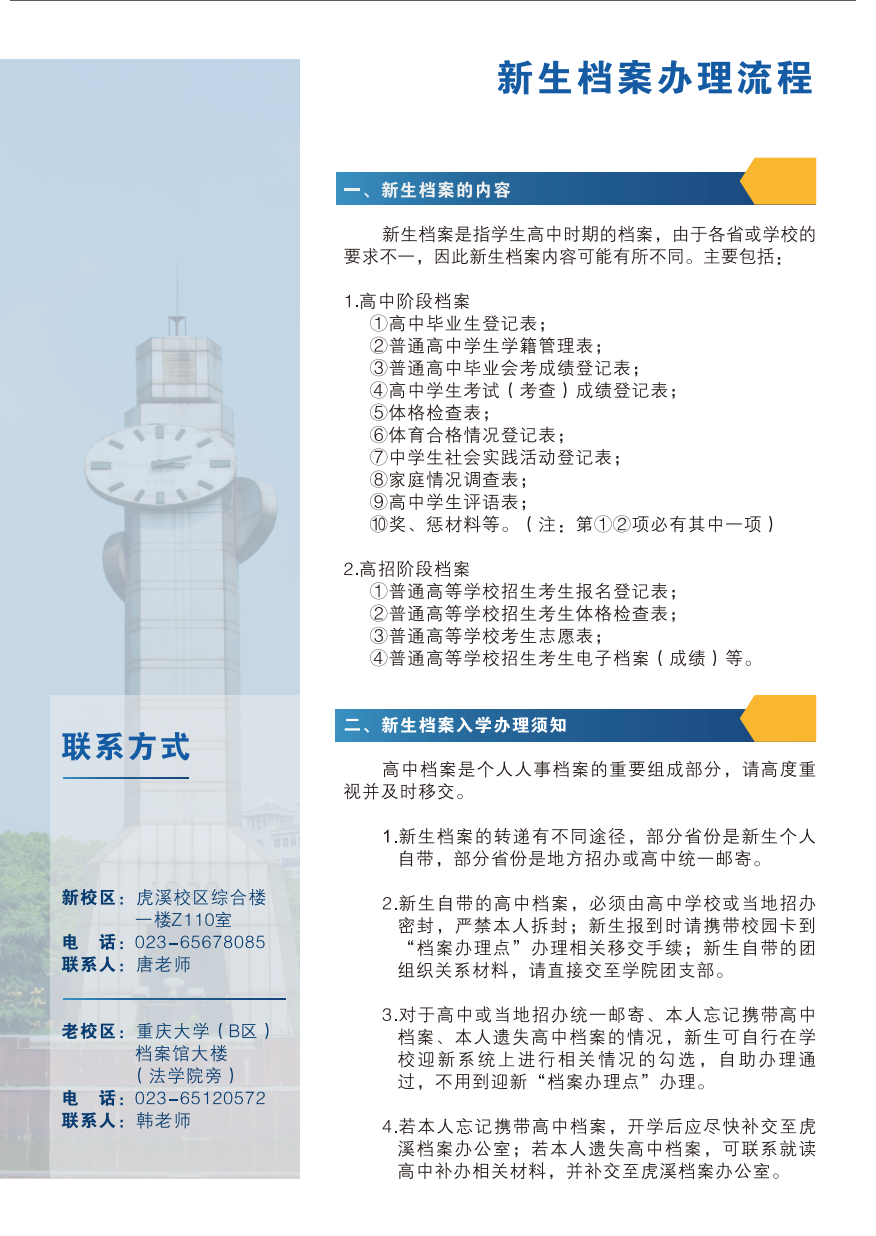 新生档案办理流程
一、新生档案的内容
新生档案是指学生高中时期的档案，由于各省或学校的
要求不一，因此新生档案内容可能有所不同。主要包括：
1.高中阶段档案
①高中毕业生登记表；
②普通高中学生学籍管理表；
③普通高中毕业会考成绩登记表；
④高中学生考试（考查）成绩登记表；
⑤体格检查表；
⑥体育合格情况登记表；
⑦中学生社会实践活动登记表；
⑧家庭情况调查表；
⑨高中学生评语表；
⑩奖、惩材料等。（注：第①②项必有其中一项）
2.高招阶段档案
①普通高等学校招生考生报名登记表；
②普通高等学校招生考生体格检查表；
③普通高等学校考生志愿表；
④普通高等学校招生考生电子档案（成绩）等。
二、新生档案入学办理须知
高中档案是个人人事档案的重要组成部分，请高度重
视并及时移交。
1.新生档案的转递有不同途径，部分省份是新生个人
自带，部分省份是地方招办或高中统一邮寄。
2.新生自带的高中档案，必须由高中学校或当地招办
密封，严禁本人拆封；新生报到时请携带校园卡到
“档案办理点”办理相关移交手续；新生自带的团
组织关系材料，请直接交至学院团支部。
3.对于高中或当地招办统一邮寄、本人忘记携带高中
档案、本人遗失高中档案的情况，新生可自行在学
校迎新系统上进行相关情况的勾选，自助办理通
过，不用到迎新“档案办理点”办理。
4.若本人忘记携带高中档案，开学后应尽快补交至虎
溪档案办公室；若本人遗失高中档案，可联系就读
高中补办相关材料，并补交至虎溪档案办公室。
联系方式
新校区：虎溪校区综合楼
一楼Z110室
电　话：023-65678085
联系人：唐老师
老校区：重庆大学（B区）
档案馆大楼
（法学院旁）
电　话：023-65120572
联系人：韩老师